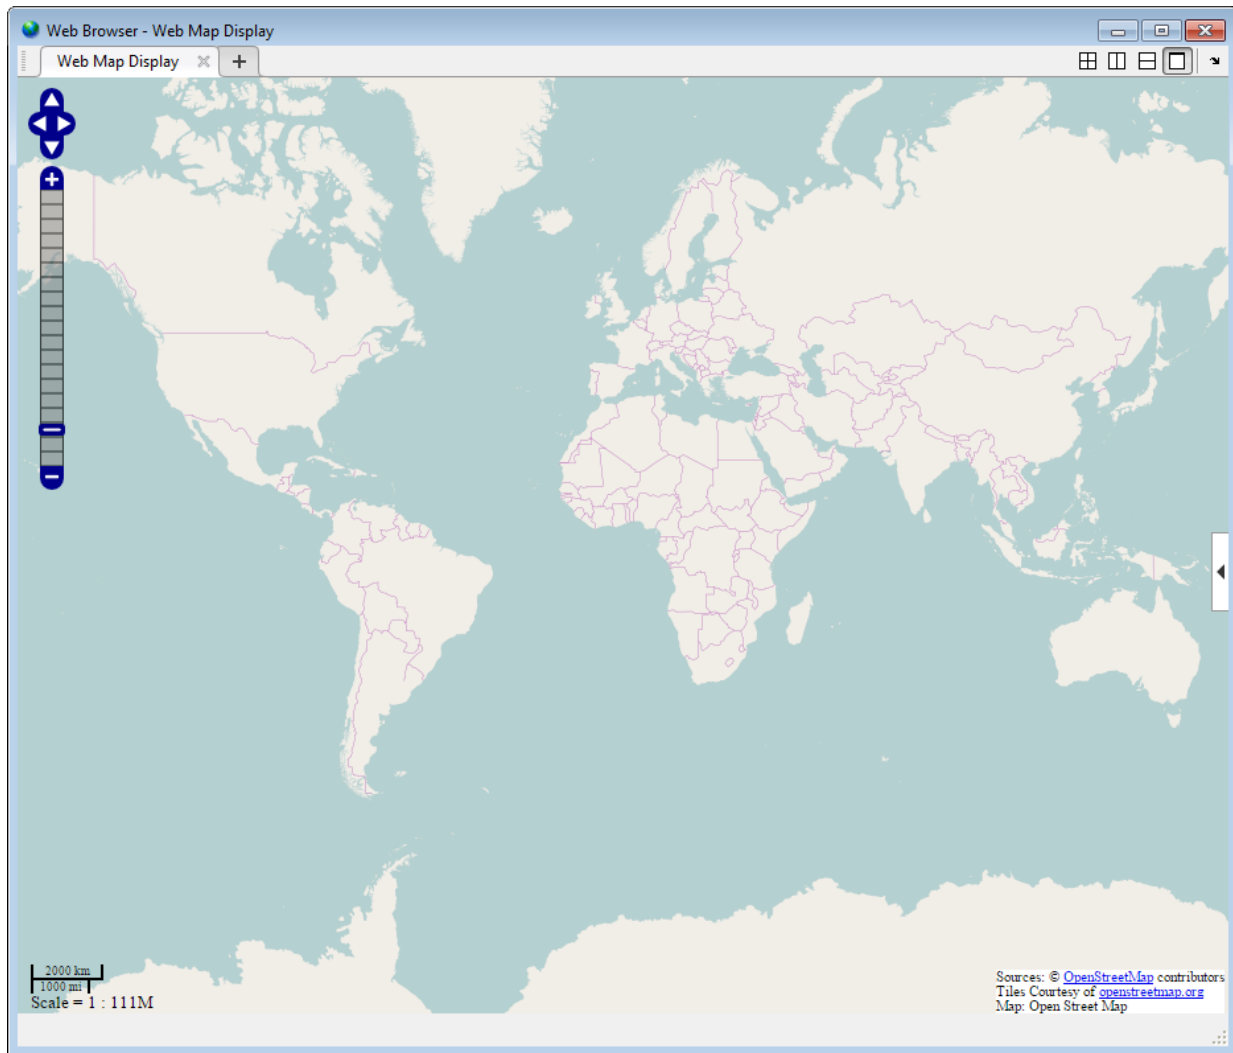 Web Browser - Web Map Display
Web Map Display
2000 km
1000 mi
Scale = 1 : 111M
Sources: © OpenStreetMap contributors
Tiles Courtesy of openstreetmap.org
Map: Open Street Map